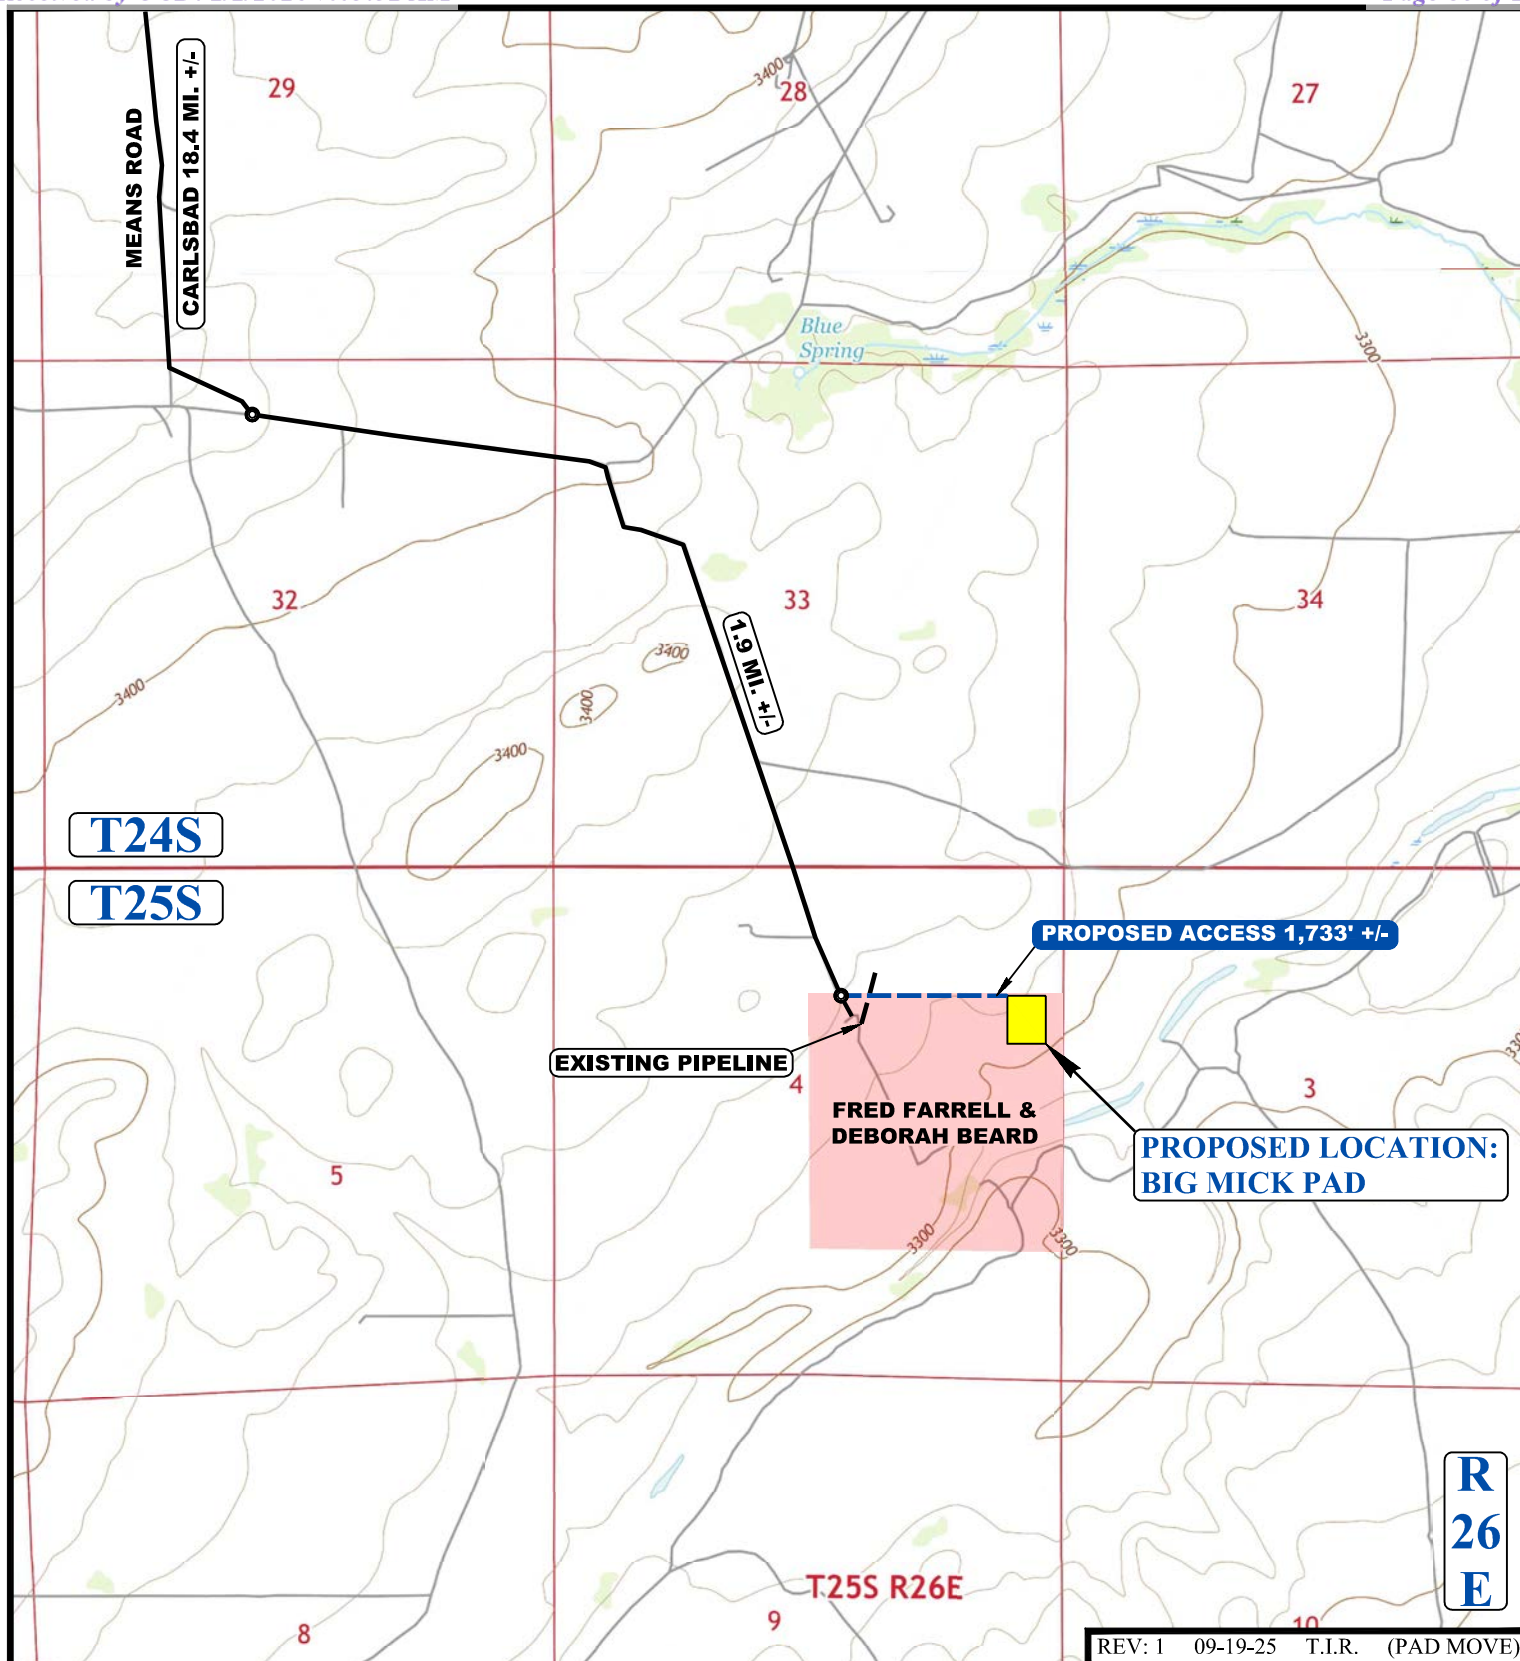 29
28
27
3400
MEANS ROAD
CARLSBAD 18.4 MI. +/-
Blue
Spring
3300
32
33
34
1.9 MI. +/-
3400
3400
3400
3400
T24S
T25S
PROPOSED ACCESS 1,733' +/-
EXISTING PIPELINE
4
3
5
FRED FARRELL &
DEBORAH BEARD
PROPOSED LOCATION:
BIG MICK PAD
3300
3300
R
26
E
T25S R26E
8
9
10
REV: 1 09-19-25 T.I.R. (PAD MOVE)